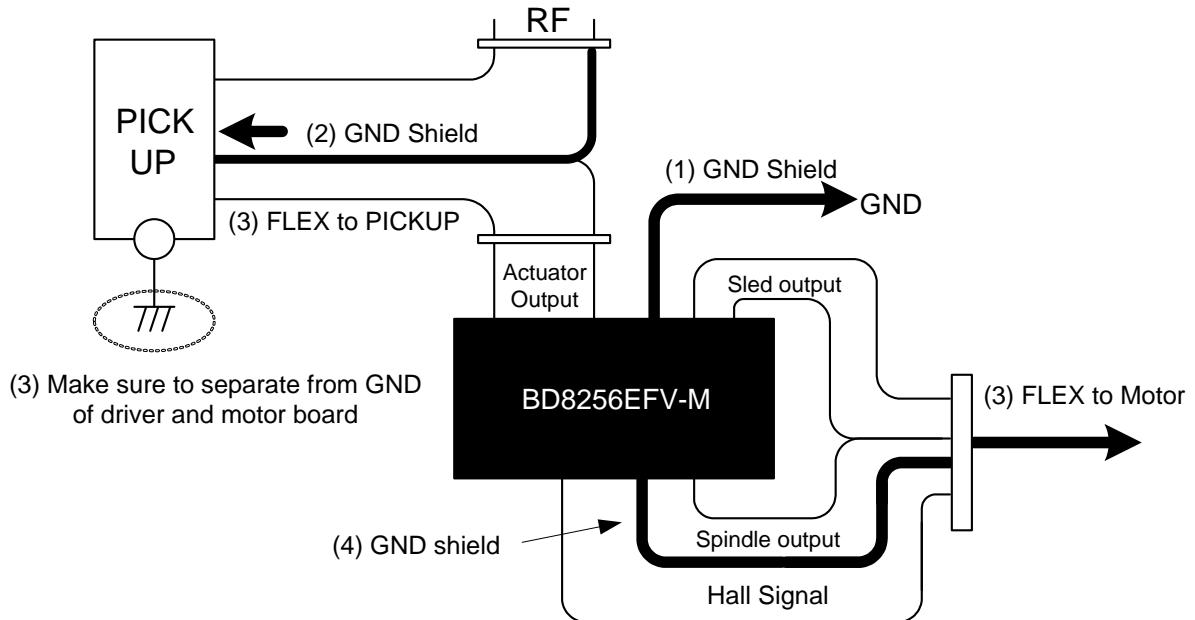 RF
PICK
UP
(2) GND Shield
(1) GND Shield
GND
(3) FLEX to PICKUP
Actuator
Output
Sled output
BD8256EFV-M
(3) Make sure to separate from GND
of driver and motor board
(3) FLEX to Motor
(4) GND shield
Spindle output
Hall Signal